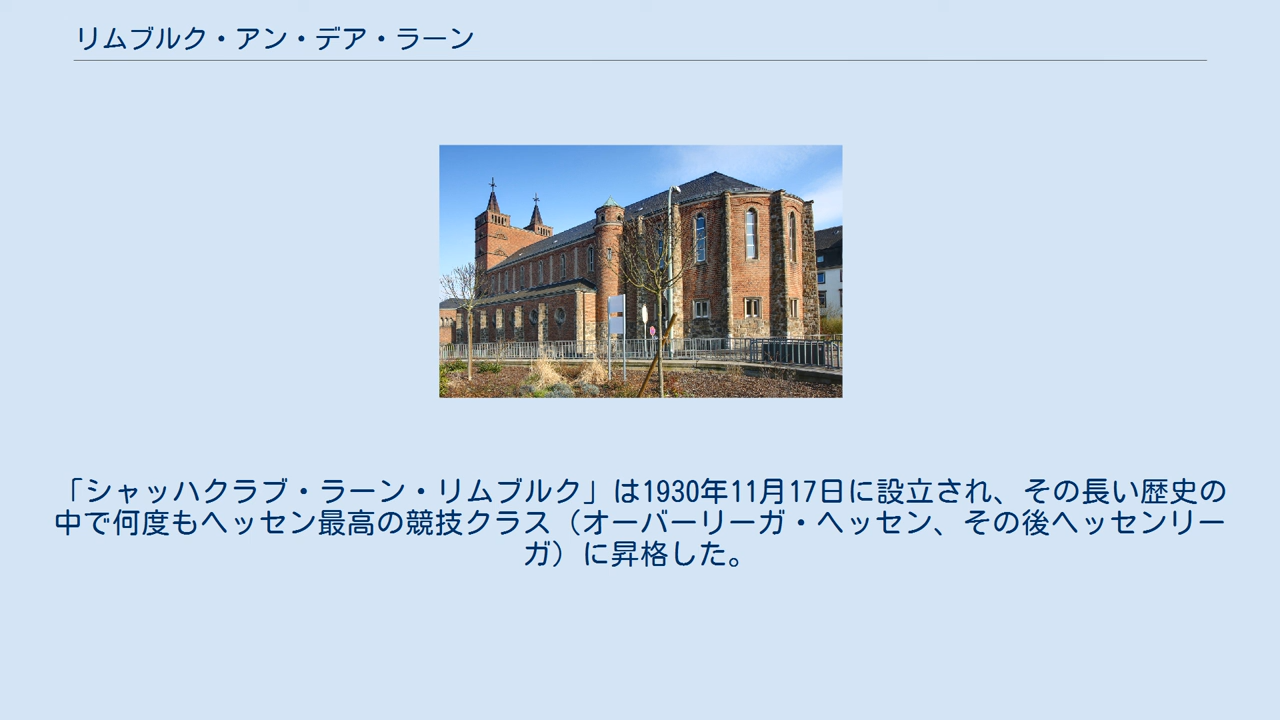 リムブルク・アン・デア・ラーン
「シャッハクラブ・ラーン・リムブルク」は1930年11月17日に設立され、その長い歴史の
中で何度もヘッセン最高の競技クラス（オーバーリーガ・ヘッセン、その後ヘッセンリー
ガ）に昇格した。